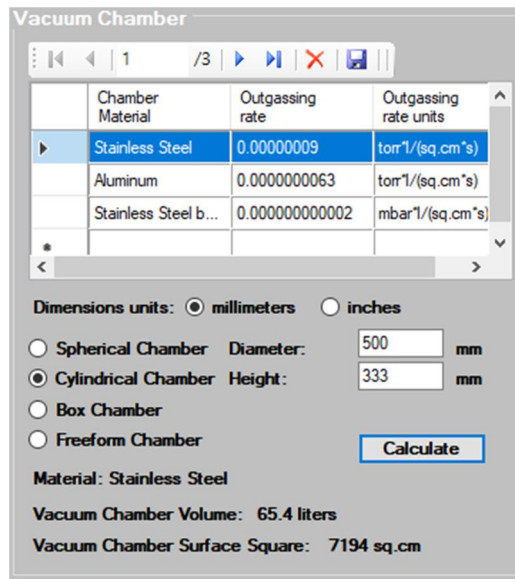 Vacuum Chamber
1 /3
Chamber Material Outgassing rate Outgassing rate units
Stainless Steel 0.00000009 torr*l/(sq.cm*s)
Aluminum 0.0000000063 torr*l/(sq.cm*s)
Stainless Steel b... 0.000000000002 mbar*l/(sq.cm*s)
Dimensions units: millimeters inches
Spherical Chamber Diameter: 500 mm
Cylindrical Chamber Height: 333 mm
Box Chamber
Freeform Chamber Calculate
Material: Stainless Steel
Vacuum Chamber Volume: 65.4 liters
Vacuum Chamber Surface Square: 7194 sq.cm